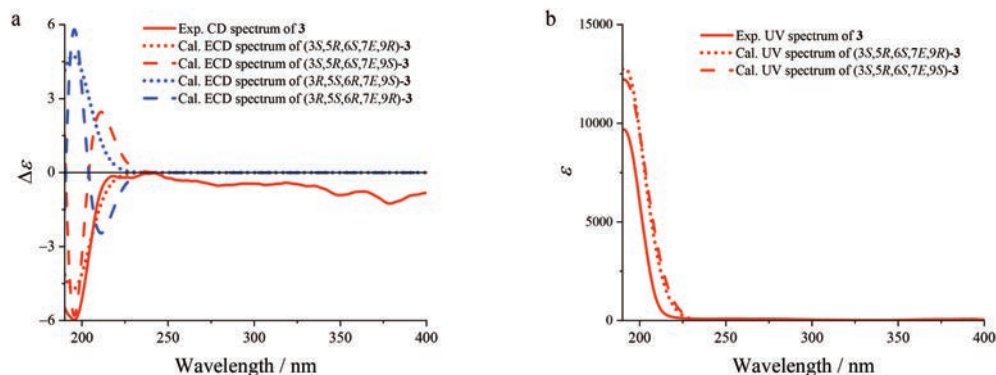 a
Exp. CD spectrum of 3
Cal. ECD spectrum of (3S,5R,6S,7E,9R)-3
Cal. ECD spectrum of (3S,5R,6S,7E,9S)-3
Cal. ECD spectrum of (3R,5S,6R,7E,9S)-3
Cal. ECD spectrum of (3R,5S,6R,7E,9R)-3
6
3
0
−3
−6
Δε
200 250 300 350 400
Wavelength / nm
b
Exp. UV spectrum of 3
Cal. UV spectrum of (3S,5R,6S,7E,9R)-3
Cal. UV spectrum of (3S,5R,6S,7E,9S)-3
15000
10000
5000
0
ε
200 250 300 350 400
Wavelength / nm